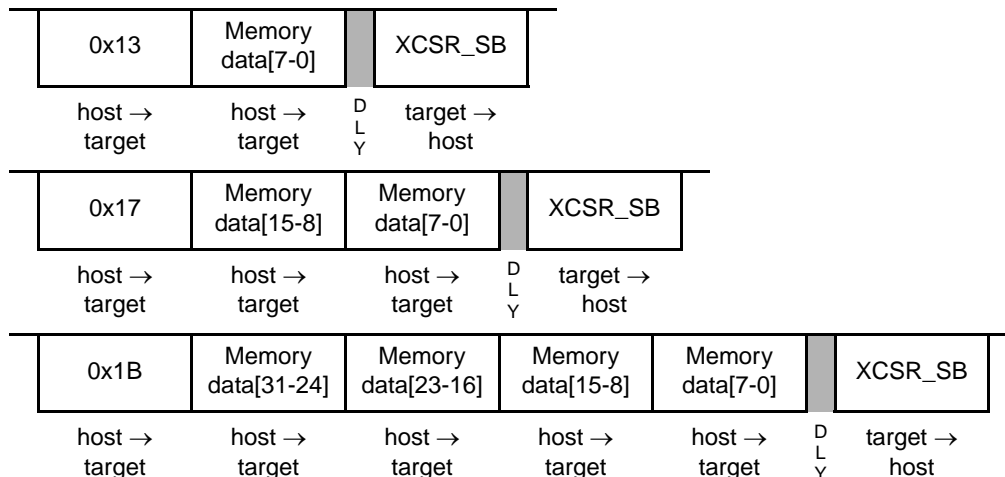 0x13 Memory data[7-0] XCSR_SB
host → target host → target D L Y target → host
0x17 Memory data[15-8] Memory data[7-0] XCSR_SB
host → target host → target host → target D L Y target → host
0x1B Memory data[31-24] Memory data[23-16] Memory data[15-8] Memory data[7-0] XCSR_SB
host → target host → target host → target host → target host → target D L Y target → host